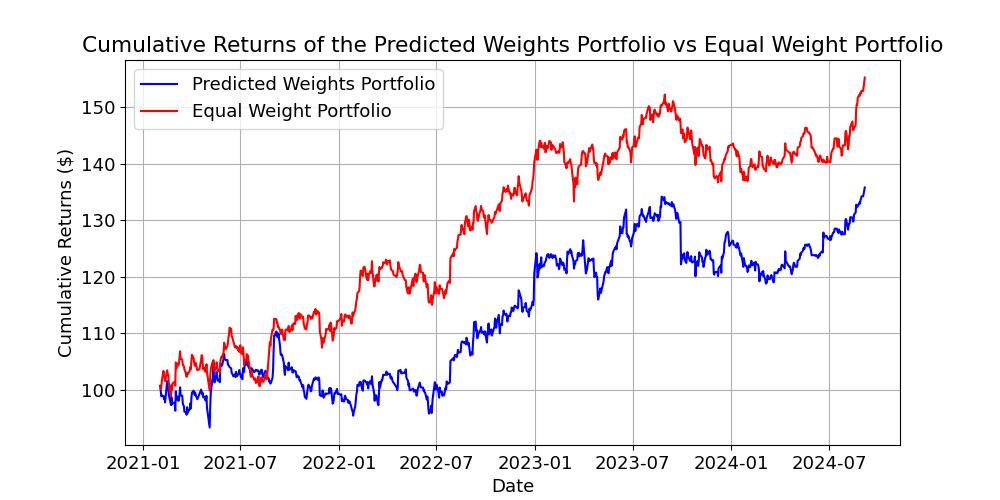 Cumulative Returns of the Predicted Weights Portfolio vs Equal Weight Portfolio
Predicted Weights Portfolio
Equal Weight Portfolio
Cumulative Returns ($)
150
140
130
120
110
100
2021-01 2021-07 2022-01 2022-07 2023-01 2023-07 2024-01 2024-07
Date